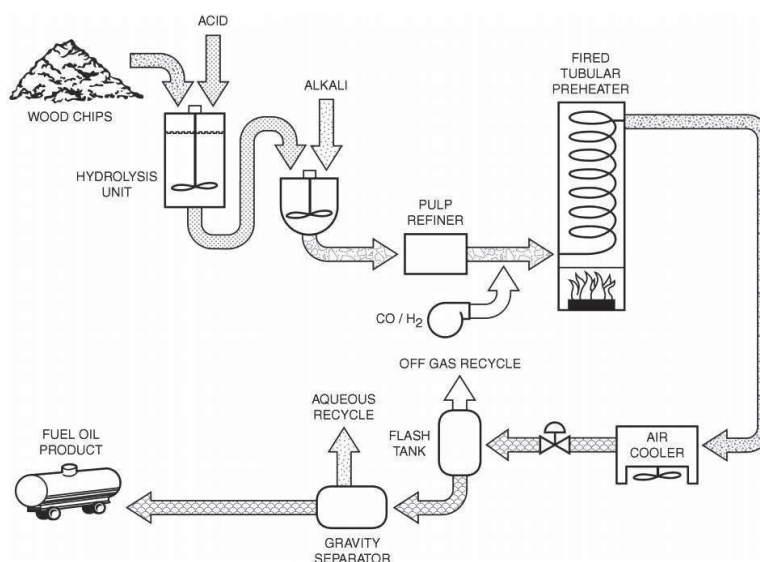 ACID
WOOD CHIPS
HYDROLYSIS
UNIT
ALKALI
PULP
REFINER
CO / H₂
FIRED
TUBULAR
PREHEATER
AIR
COOLER
OFF GAS RECYCLE
FLASH
TANK
AQUEOUS
RECYCLE
GRAVITY
SEPARATOR
FUEL OIL
PRODUCT